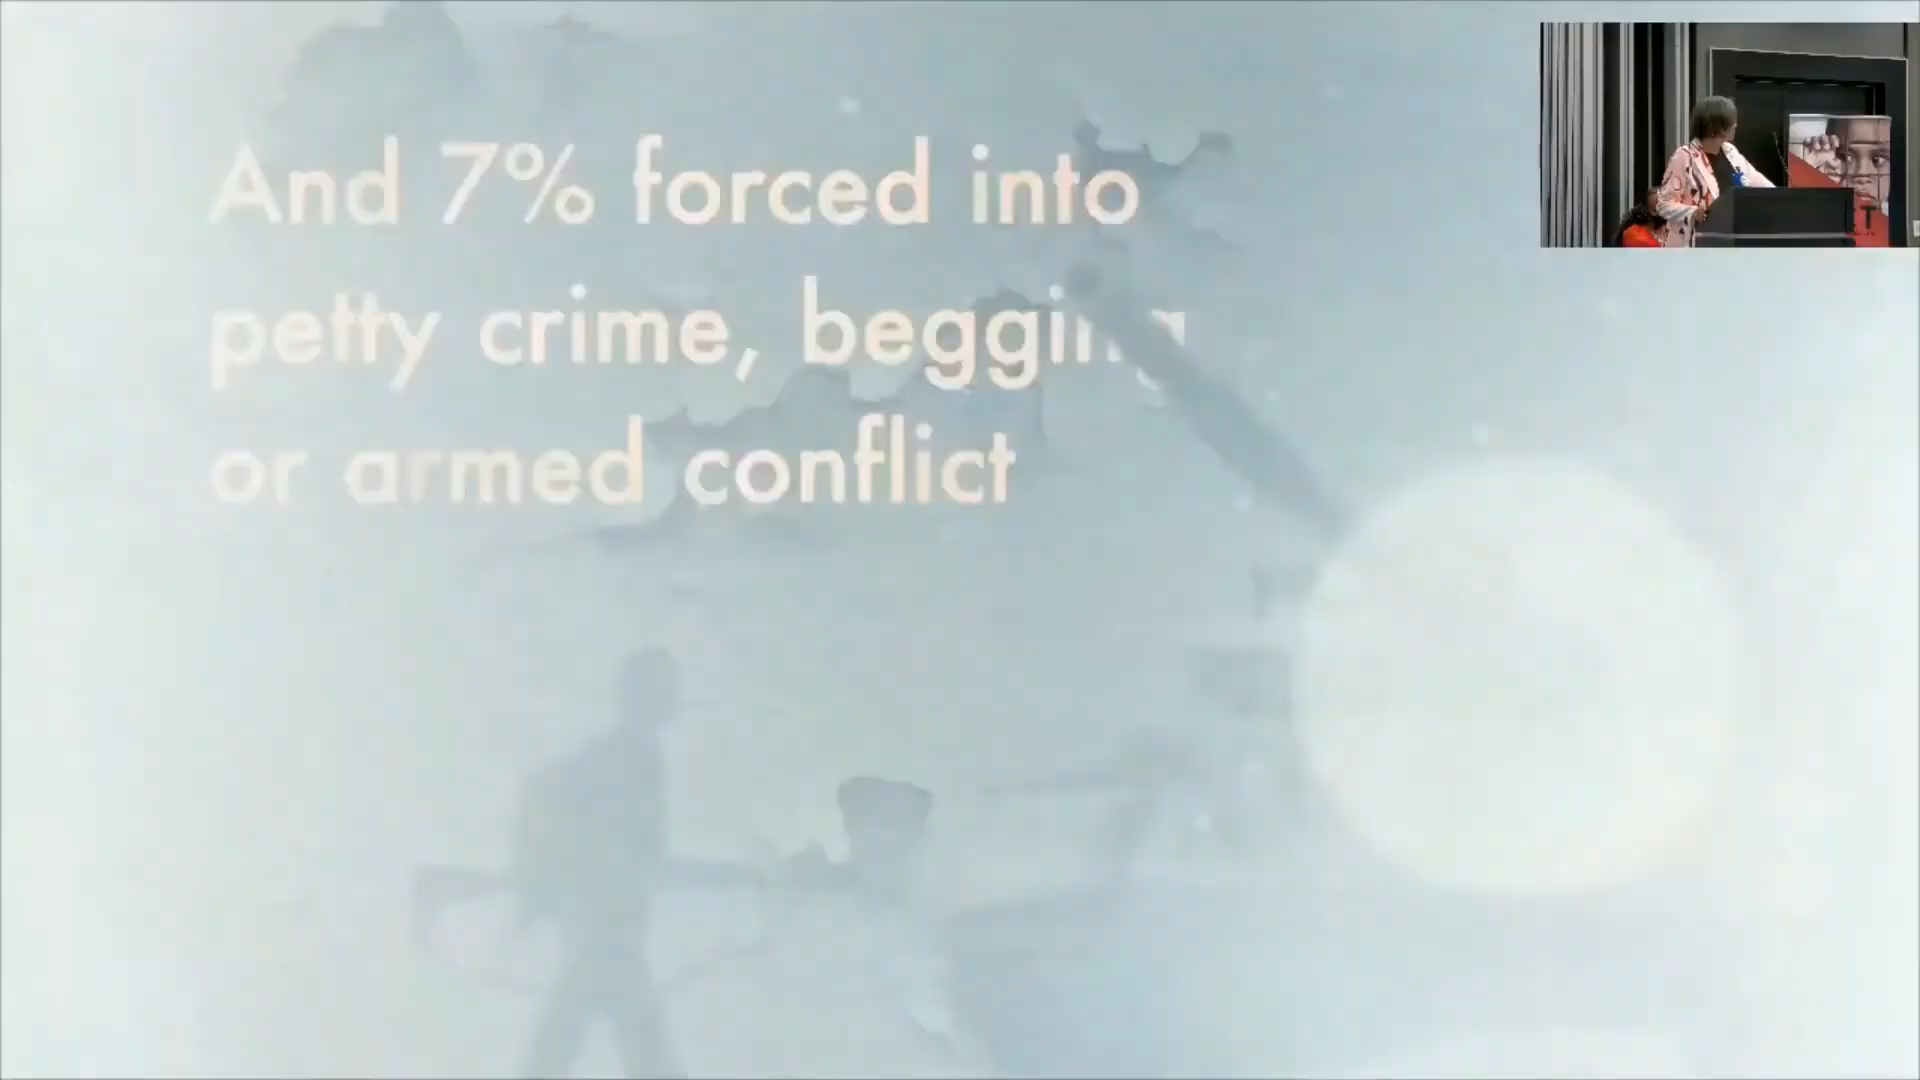 And 7% forced into
petty crime, begging
or armed conflict